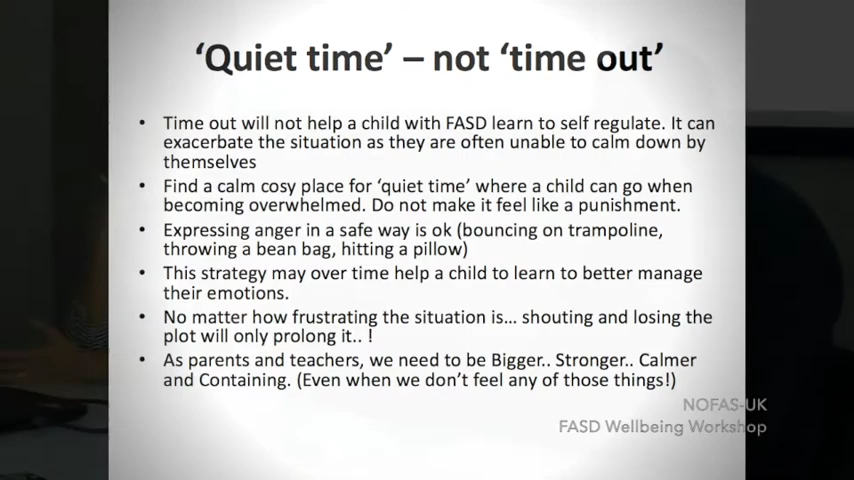 ‘Quiet time’ – not ‘time out’
• Time out will not help a child with FASD learn to self regulate. It can
exacerbate the situation as they are often unable to calm down by
themselves
• Find a calm cosy place for ‘quiet time’ where a child can go when
becoming overwhelmed. Do not make it feel like a punishment.
• Expressing anger in a safe way is ok (bouncing on trampoline,
throwing a bean bag, hitting a pillow)
• This strategy may over time help a child to learn to better manage
their emotions.
• No matter how frustrating the situation is... shouting and losing the
plot will only prolong it.. !
• As parents and teachers, we need to be Bigger.. Stronger.. Calmer
and Containing. (Even when we don’t feel any of those things!)
NOFAS-UK
FASD Wellbeing Workshop